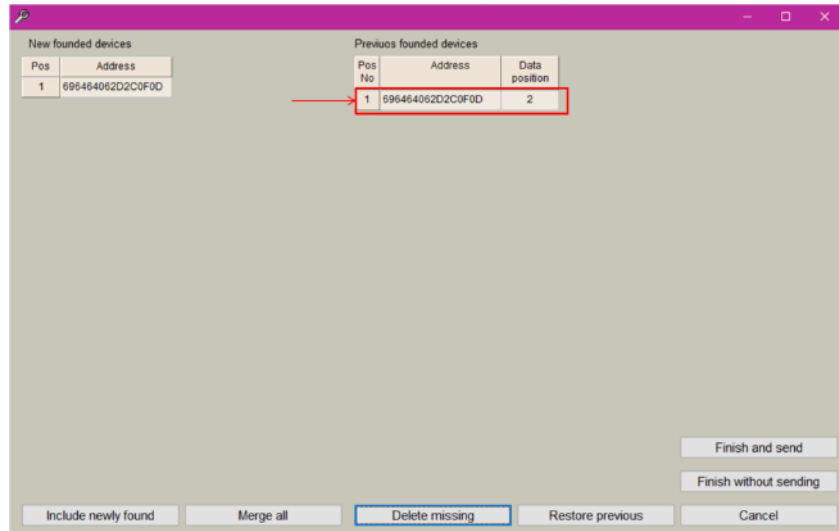 New founded devices
Pos Address
1 696464062D2C0F0D
Previuos founded devices
Pos No Address Data position
1 696464062D2C0F0D 2
Finish and send
Finish without sending
Include newly found Merge all Delete missing Restore previous Cancel